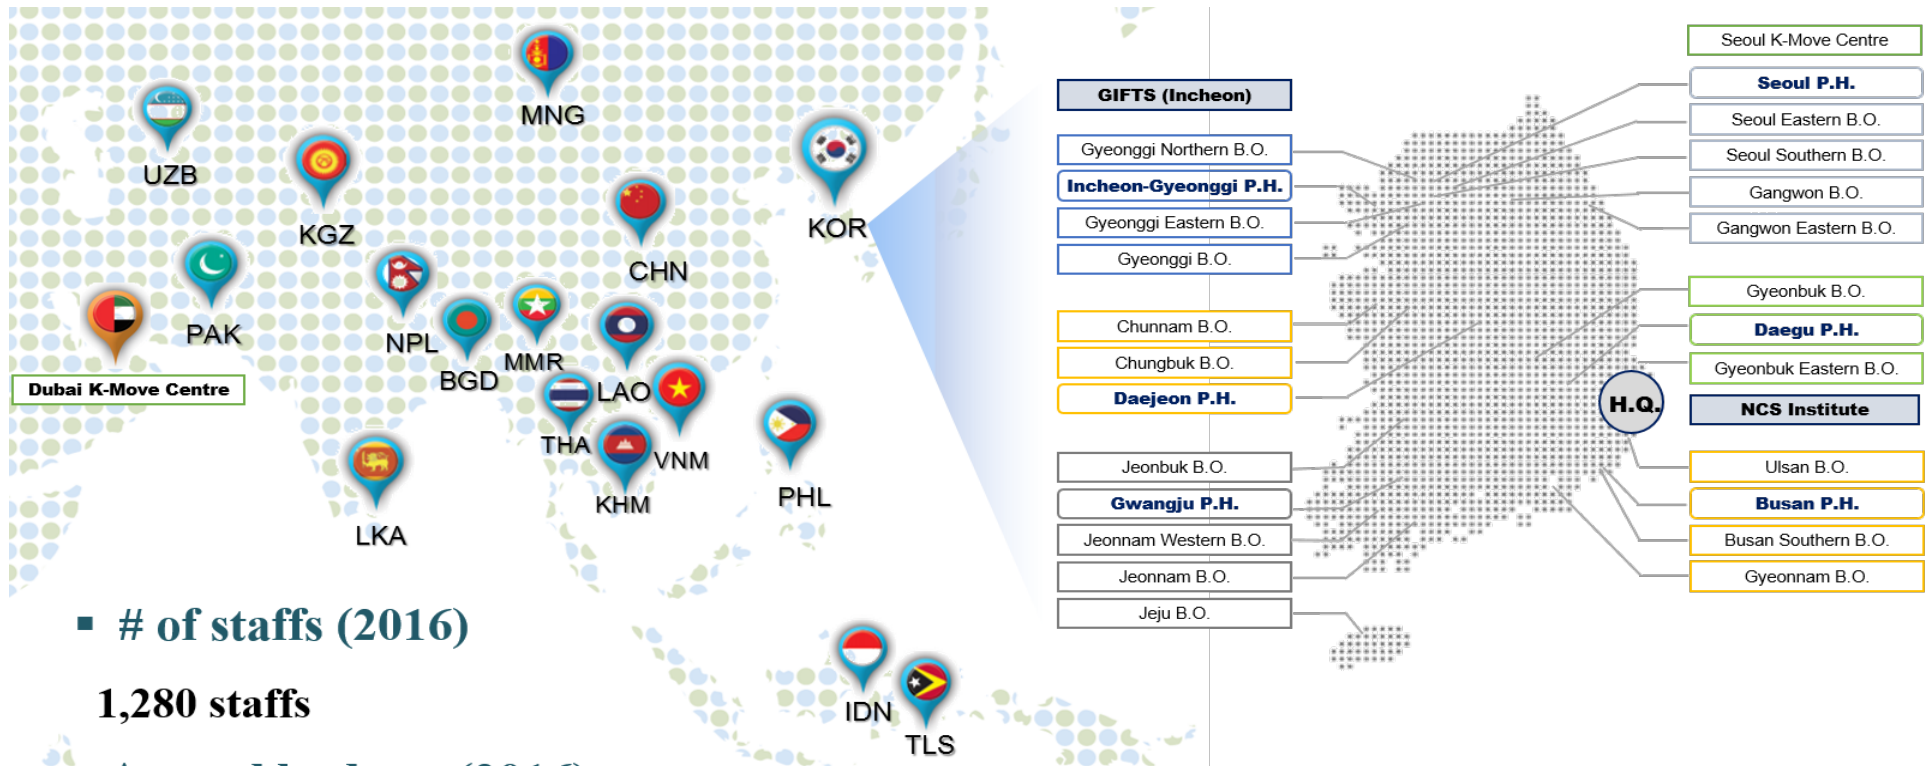 MNG
UZB
KGZ
KOR
CHN
PAK
NPL
BGD
MMR
LAO
Dubai K-Move Centre
THA
VNM
KHM
PHL
LKA
IDN
TLS
▪ # of staffs (2016)
1,280 staffs
GIFTS (Incheon)
Gyeonggi Northern B.O.
Incheon-Gyeonggi P.H.
Gyeonggi Eastern B.O.
Gyeonggi B.O.
Chunnam B.O.
Chungbuk B.O.
Daejeon P.H.
Jeonbuk B.O.
Gwangju P.H.
Jeonnam Western B.O.
Jeonnam B.O.
Jeju B.O.
Seoul K-Move Centre
Seoul P.H.
Seoul Eastern B.O.
Seoul Southern B.O.
Gangwon B.O.
Gangwon Eastern B.O.
Gyeonbuk B.O.
Daegu P.H.
Gyeonbuk Eastern B.O.
H.Q.
NCS Institute
Ulsan B.O.
Busan P.H.
Busan Southern B.O.
Gyeonnam B.O.